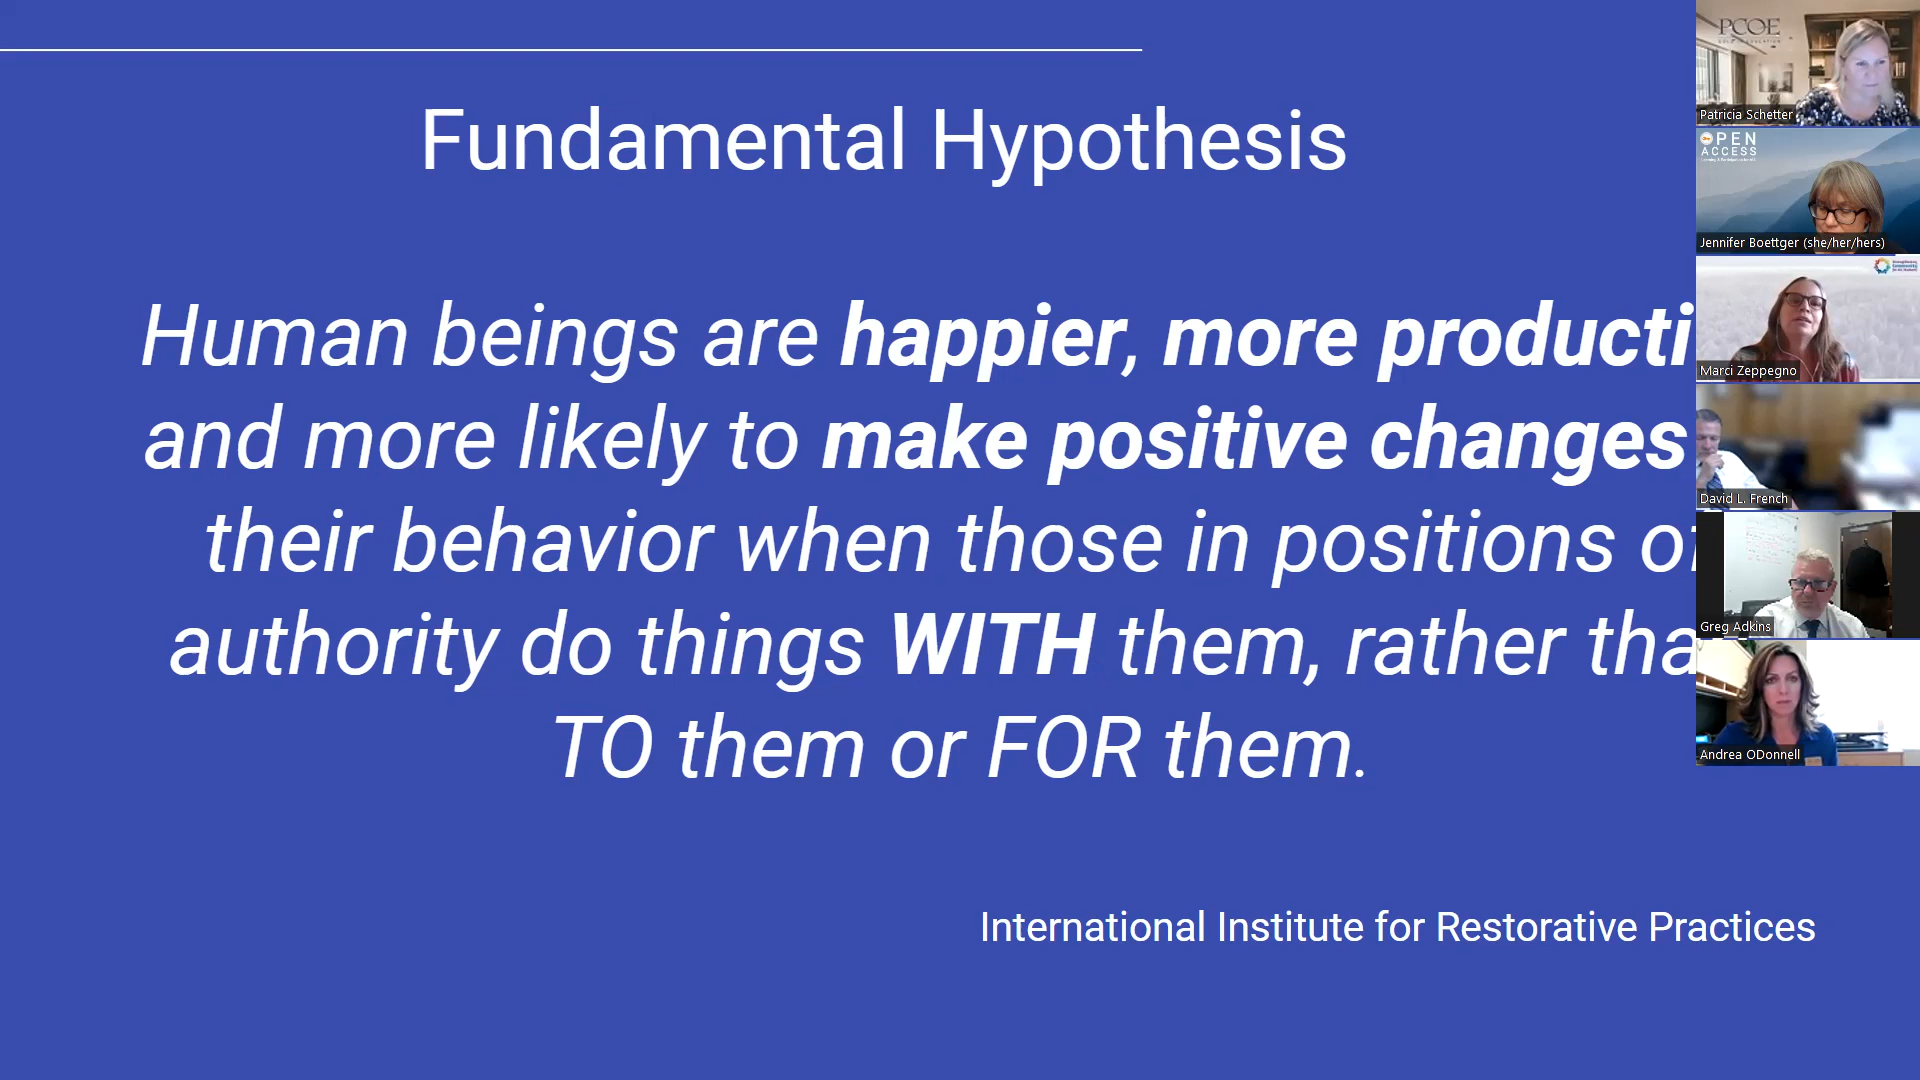 Fundamental Hypothesis
Human beings are happier, more producti
and more likely to make positive changes
their behavior when those in positions of
authority do things WITH them, rather tha
TO them or FOR them.
International Institute for Restorative Practices
PCOE
Patricia Schetter
OPEN
ACCESS
Jennifer Boettger (she/her/hers)
Marci Zeppegno
David L. French
Greg Adkins
Andrea ODonnell